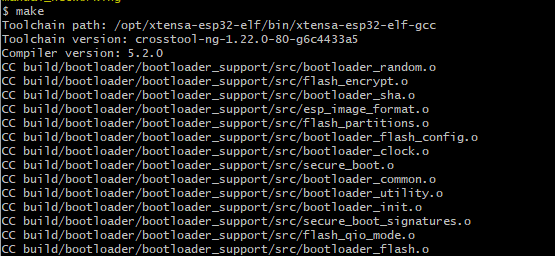 $ make
Toolchain path: /opt/xtensa-esp32-elf/bin/xtensa-esp32-elf-gcc
Toolchain version: crosstool-ng-1.22.0-80-g6c4433a5
Compiler version: 5.2.0
CC build/bootloader/bootloader_support/src/bootloader_random.o
CC build/bootloader/bootloader_support/src/flash_encrypt.o
CC build/bootloader/bootloader_support/src/bootloader_sha.o
CC build/bootloader/bootloader_support/src/esp_image_format.o
CC build/bootloader/bootloader_support/src/flash_partitions.o
CC build/bootloader/bootloader_support/src/bootloader_flash_config.o
CC build/bootloader/bootloader_support/src/bootloader_clock.o
CC build/bootloader/bootloader_support/src/secure_boot.o
CC build/bootloader/bootloader_support/src/bootloader_common.o
CC build/bootloader/bootloader_support/src/bootloader_utility.o
CC build/bootloader/bootloader_support/src/bootloader_init.o
CC build/bootloader/bootloader_support/src/secure_boot_signatures.o
CC build/bootloader/bootloader_support/src/flash_qio_mode.o
CC build/bootloader/bootloader_support/src/bootloader_flash.o